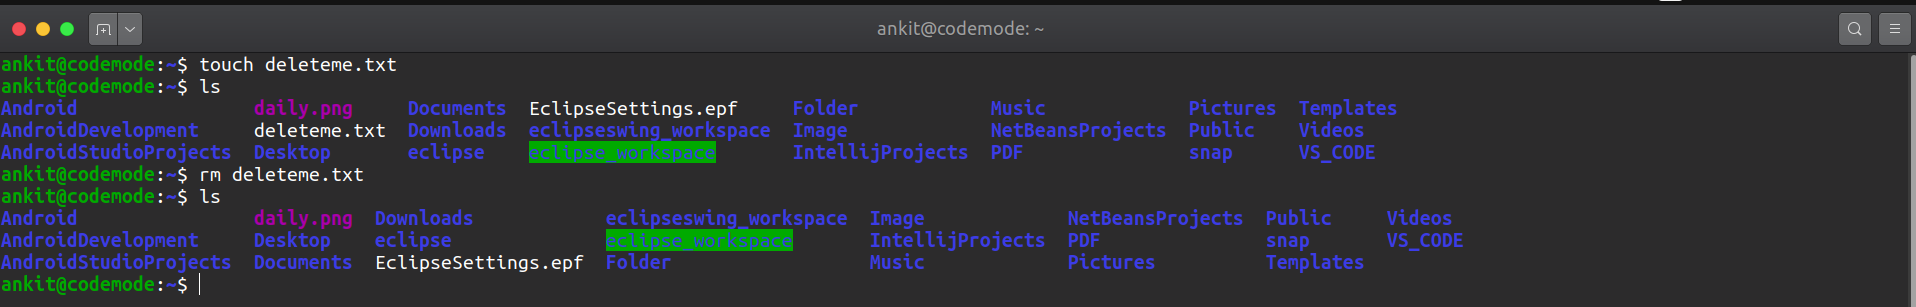 ankit@codemode: ~
ankit@codemode:~$ touch deleteme.txt
ankit@codemode:~$ ls
Android daily.png Documents EclipseSettings.epf Folder Music Pictures Templates
AndroidDevelopment deleteme.txt Downloads eclipseswing_workspace Image NetBeansProjects Public Videos
AndroidStudioProjects Desktop eclipse eclipse_workspace IntellijProjects PDF snap VS_CODE
ankit@codemode:~$ rm deleteme.txt
ankit@codemode:~$ ls
Android daily.png Downloads eclipseswing_workspace Image NetBeansProjects Public Videos
AndroidDevelopment Desktop eclipse eclipse_workspace IntellijProjects PDF snap VS_CODE
AndroidStudioProjects Documents EclipseSettings.epf Folder Music Pictures Templates
ankit@codemode:~$